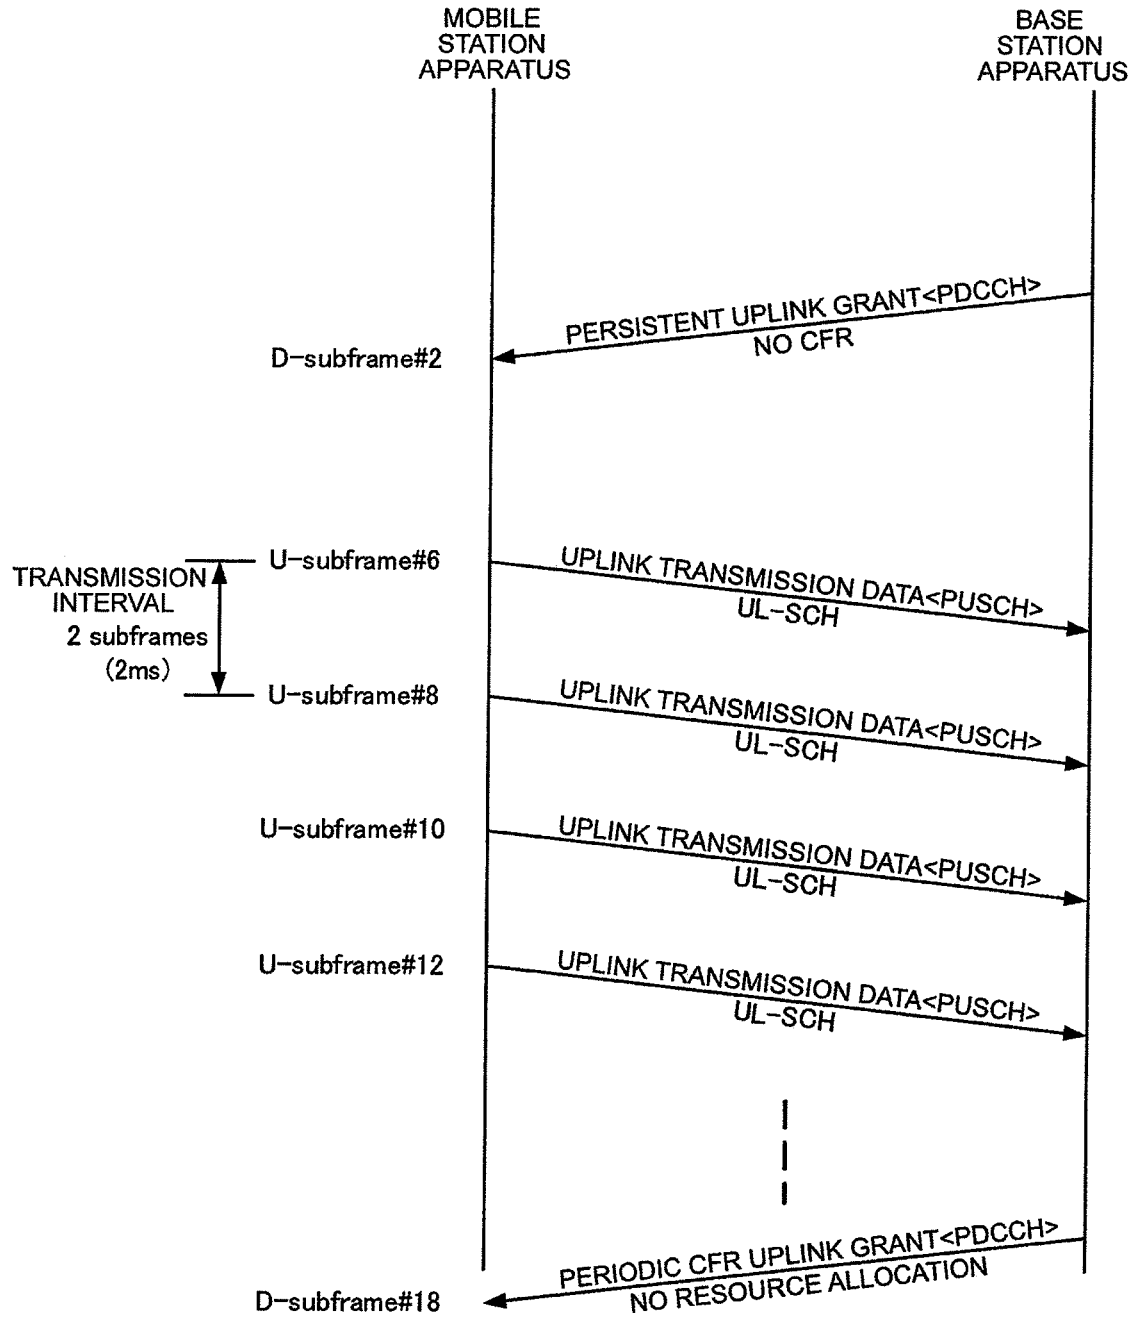 MOBILE
STATION
APPARATUS
BASE
STATION
APPARATUS
PERSISTENT UPLINK GRANT<PDCCH>
NO CFR
D-subframe#2
U-subframe#6
UPLINK TRANSMISSION DATA<PUSCH>
UL-SCH
TRANSMISSION
INTERVAL
2 subframes
(2ms)
U-subframe#8
UPLINK TRANSMISSION DATA<PUSCH>
UL-SCH
U-subframe#10
UPLINK TRANSMISSION DATA<PUSCH>
UL-SCH
U-subframe#12
UPLINK TRANSMISSION DATA<PUSCH>
UL-SCH
PERIODIC CFR UPLINK GRANT<PDCCH>
NO RESOURCE ALLOCATION
D-subframe#18